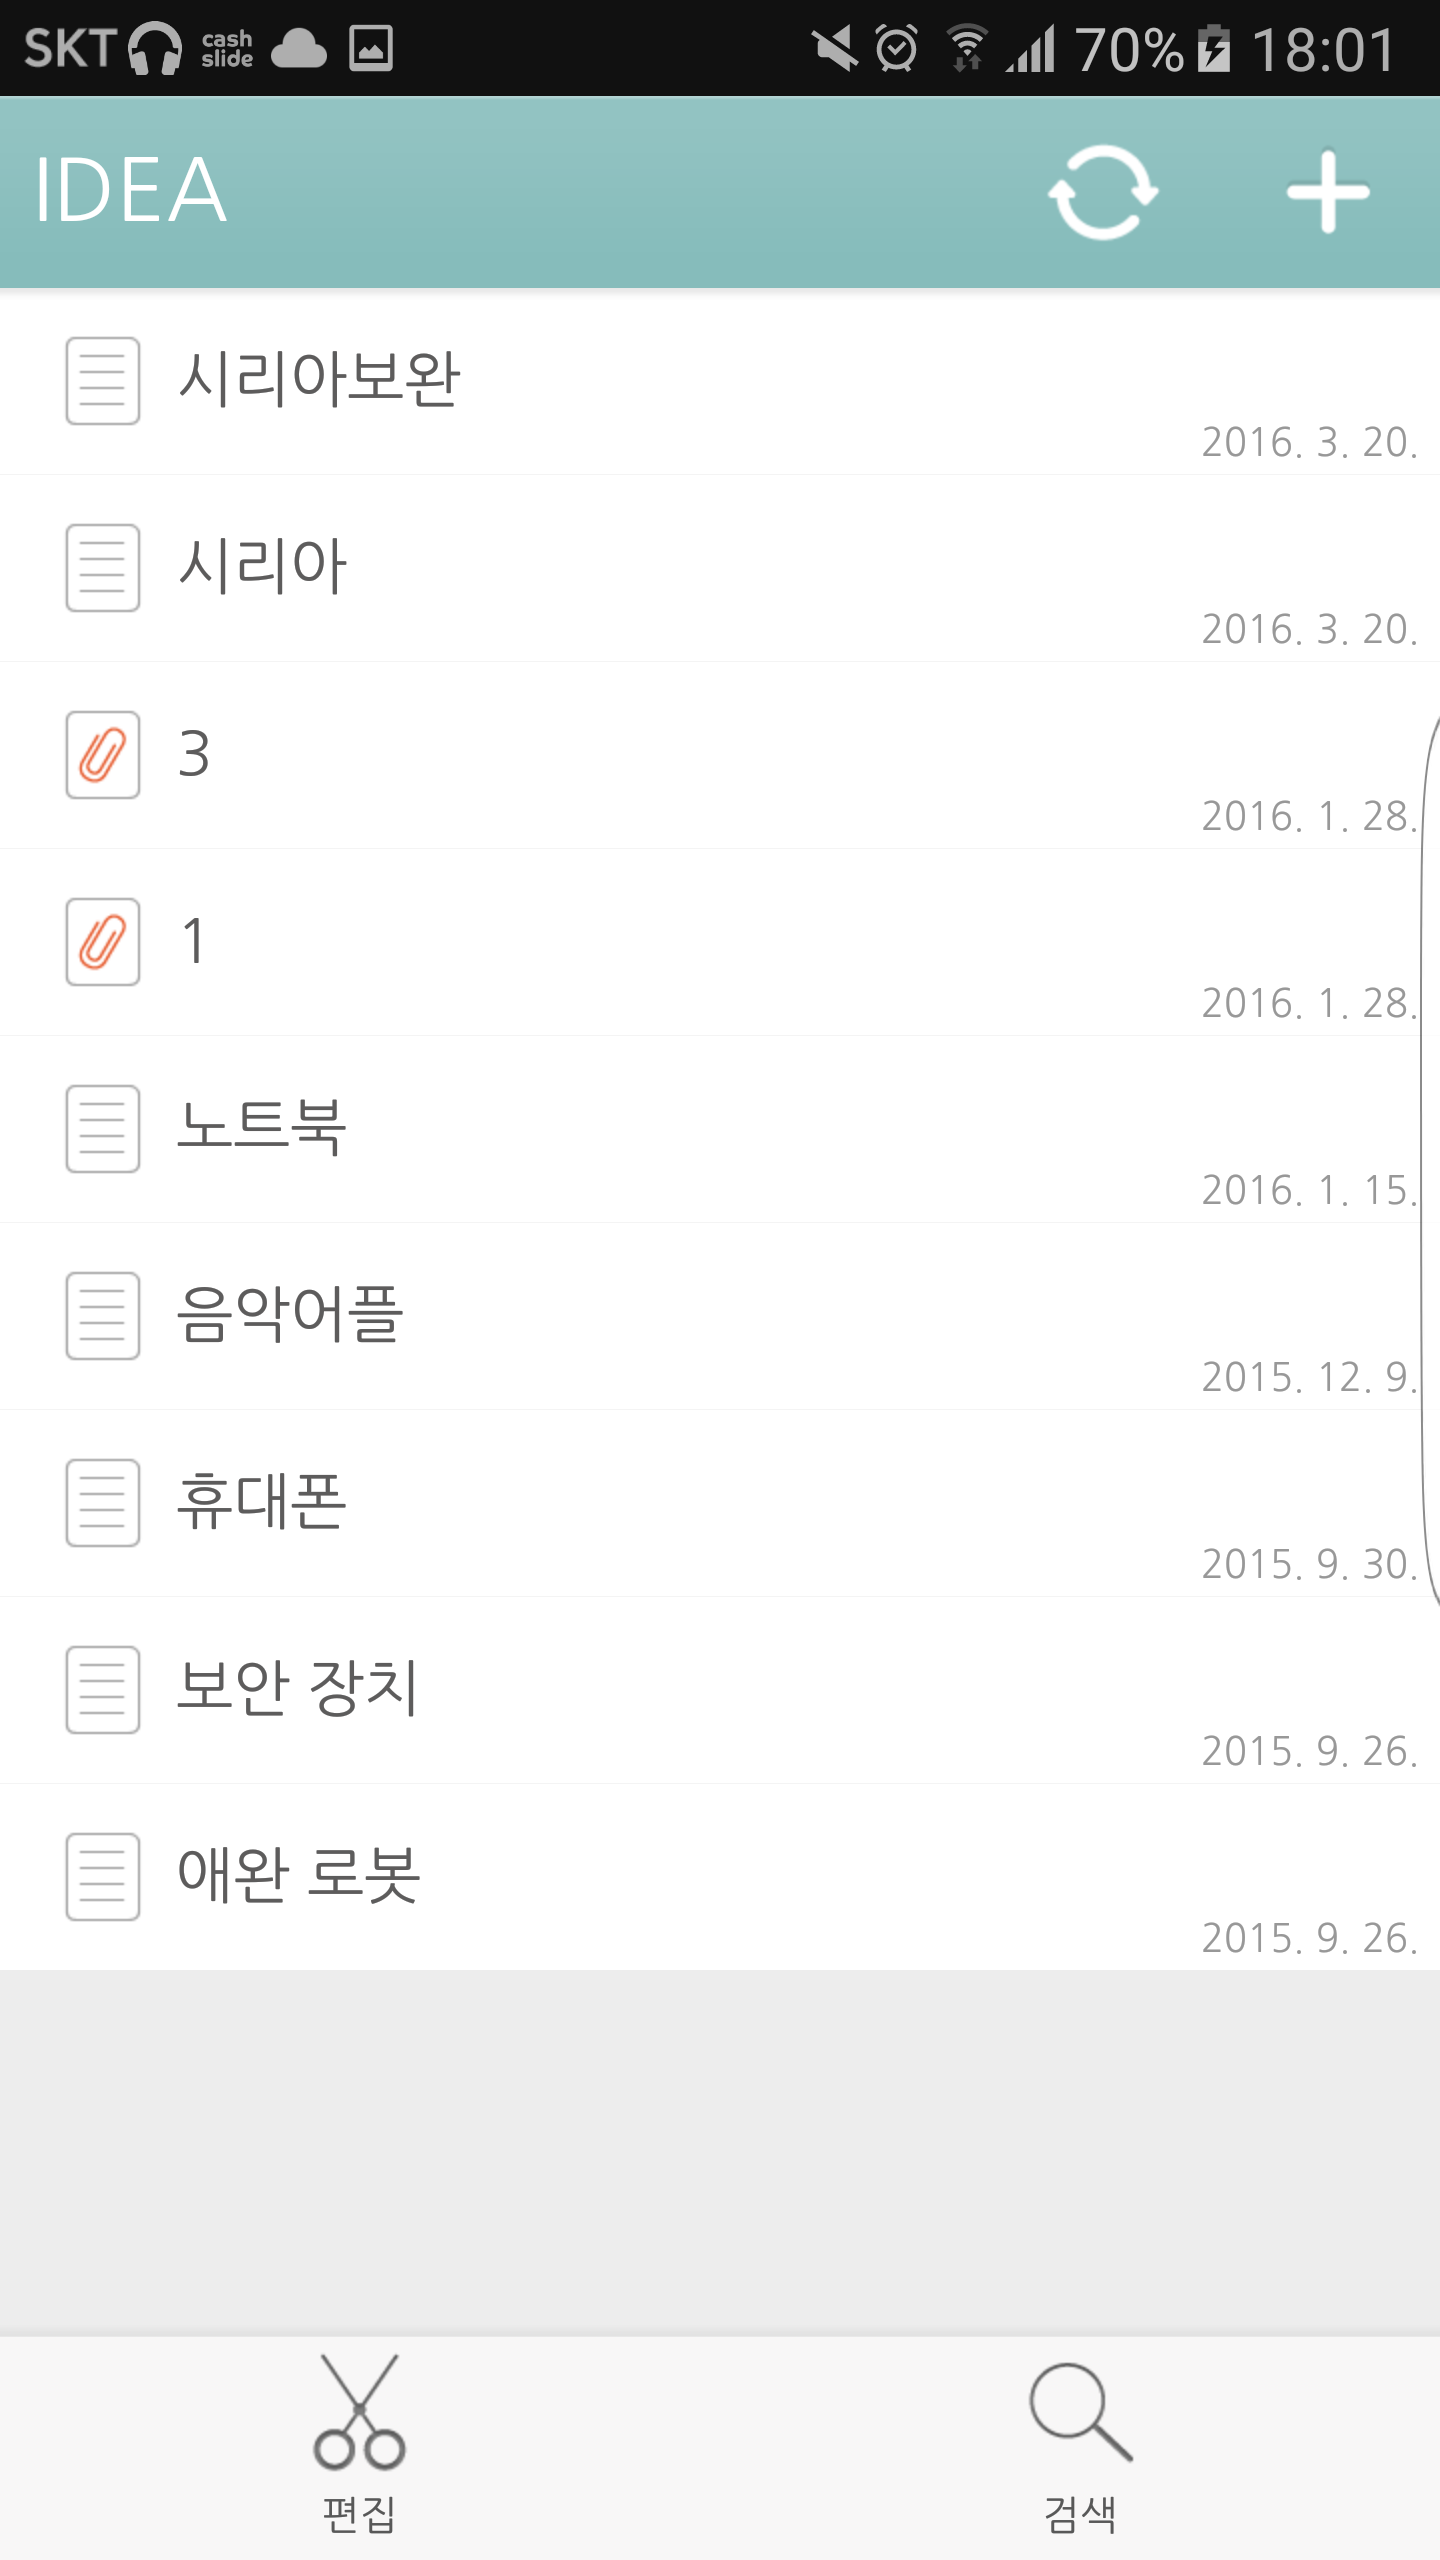 SKT cash slide 70% 18:01
IDEA
시리아보완
2016. 3. 20.
시리아
2016. 3. 20.
3
2016. 1. 28.
1
2016. 1. 28.
노트북
2016. 1. 15.
음악어플
2015. 12. 9.
휴대폰
2015. 9. 30.
보안 장치
2015. 9. 26.
애완 로봇
2015. 9. 26.
편집 검색